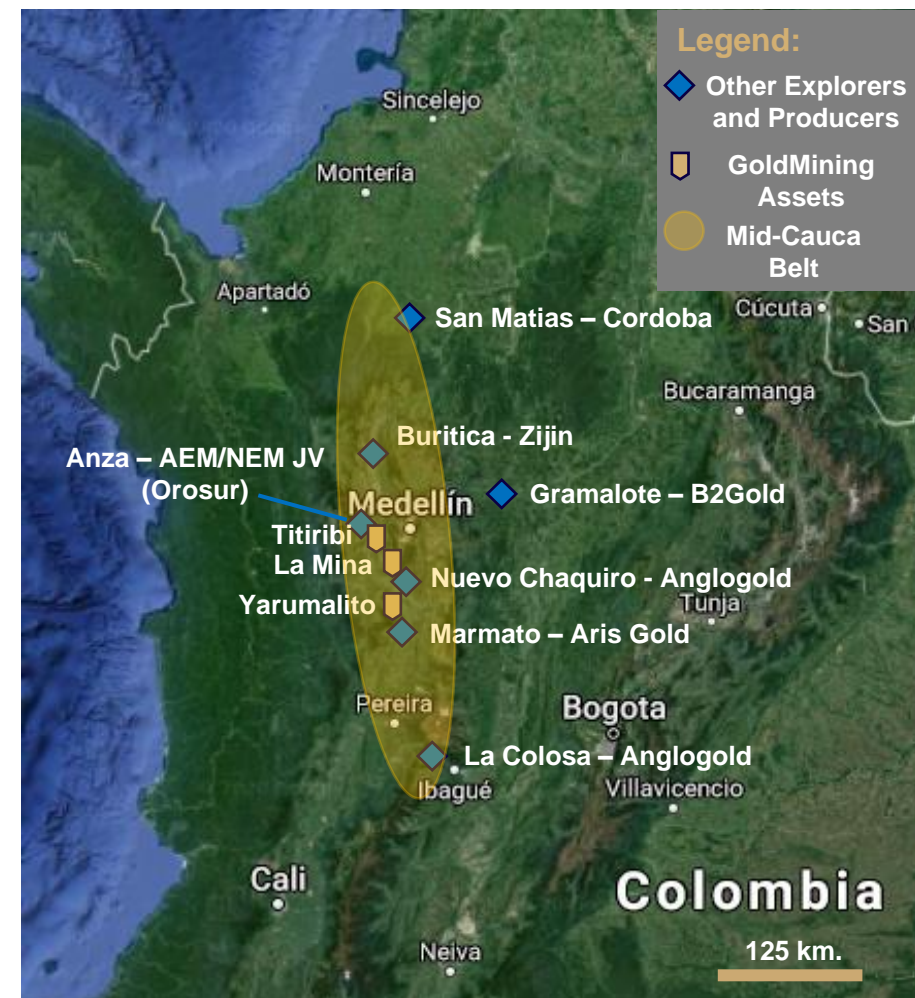 Legend:
Other Explorers
and Producers
GoldMining
Assets
Mid-Cauca
Belt
Sincelejo
Montería
Apartadó
San Matias – Cordoba
Cúcuta
San
Bucaramanga
Buritica - Zijin
Anza – AEM/NEM JV
(Orosur)
Medellín
Gramalote – B2Gold
Titiribi
La Mina
Nuevo Chaquiro - Anglogold
Yarumalito
Tunja
Marmato – Aris Gold
Pereira
Bogota
La Colosa – Anglogold
Ibagué
Villavicencio
Cali
Colombia
Neiva
125 km.